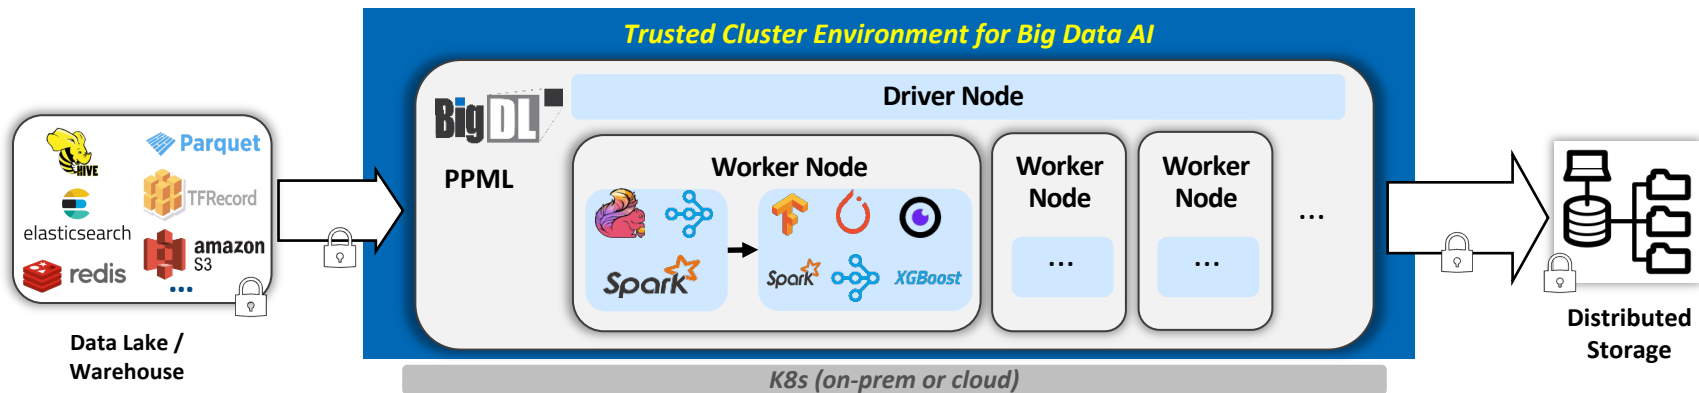 Trusted Cluster Environment for Big Data AI
Driver Node
BigDL
PPML
Worker Node
Spark
Spark
XGBoost
Worker
Node
...
Worker
Node
...
...
HIVE
Parquet
elasticsearch
TFRecord
redis
amazon
S3
...
Data Lake /
Warehouse
Distributed
Storage
K8s (on-prem or cloud)